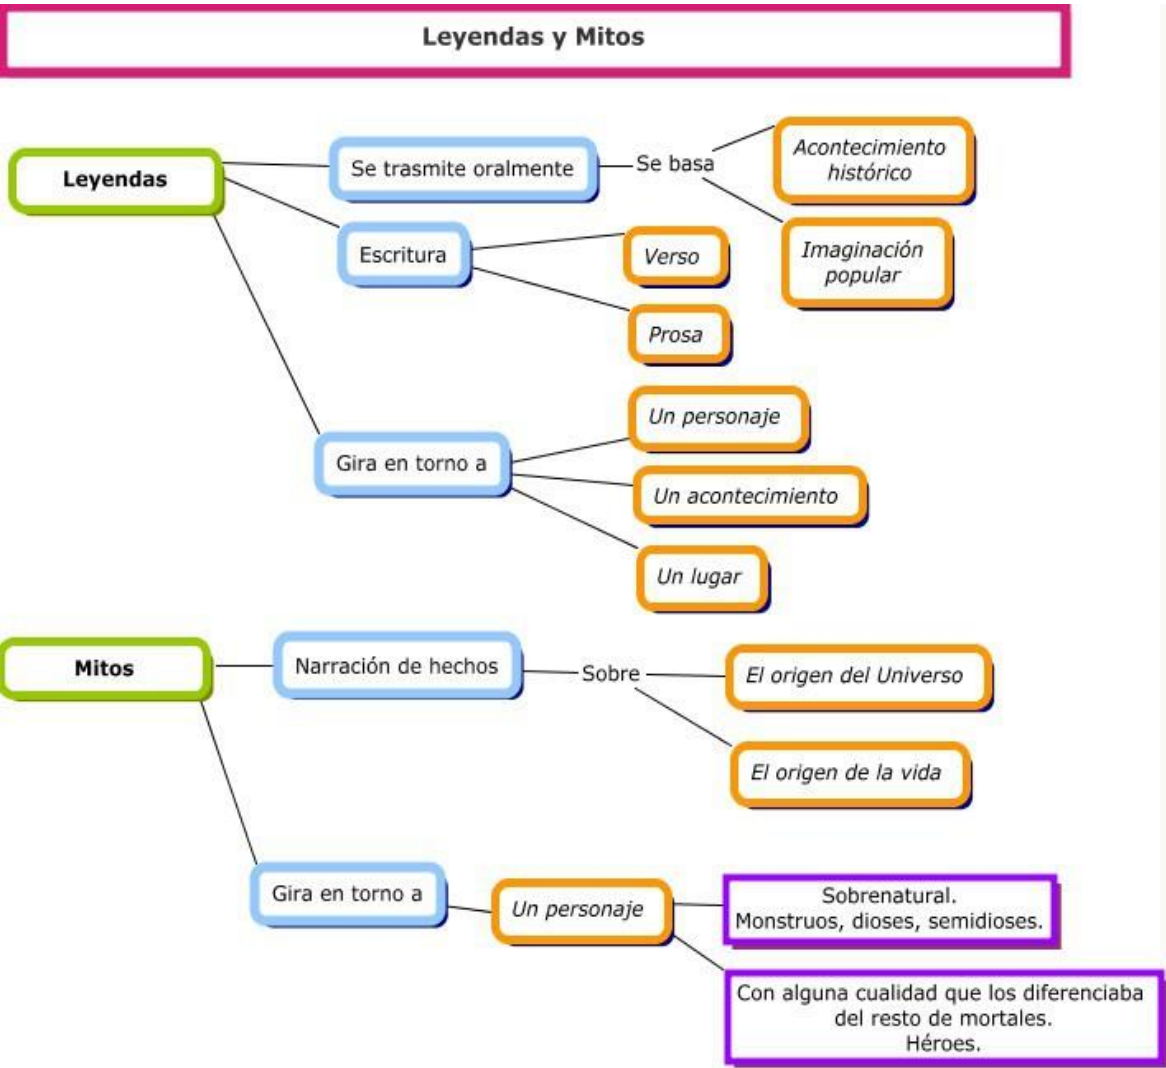 Leyendas y Mitos
Leyendas
Se trasmite oralmente
Se basa
Acontecimiento
histórico
Imaginación
popular
Escritura
Verso
Prosa
Gira en torno a
Un personaje
Un acontecimiento
Un lugar
Mitos
Narración de hechos
Sobre
El origen del Universo
El origen de la vida
Gira en torno a
Un personaje
Sobrenatural.
Monstruos, dioses, semidioses.
Con alguna cualidad que los diferenciaba
del resto de mortales.
Héroes.